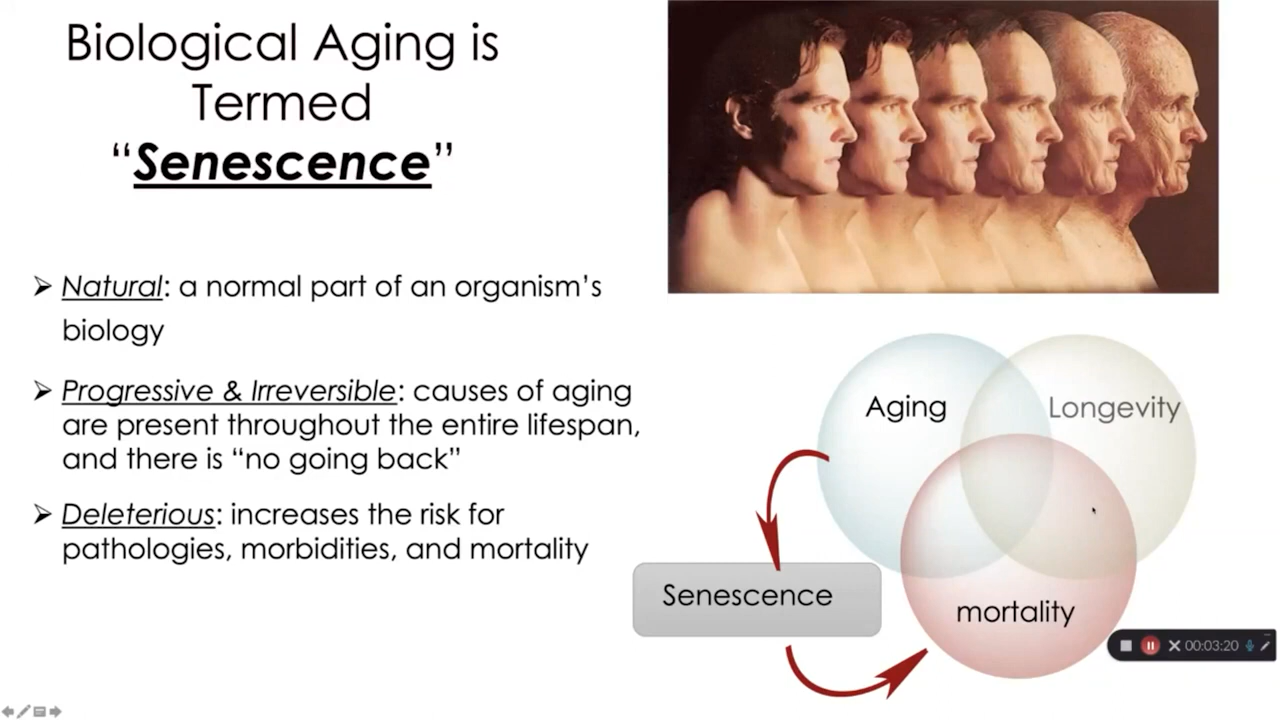 Biological Aging is
Termed
“Senescence”
➢ Natural: a normal part of an organism’s
biology
➢ Progressive & Irreversible: causes of aging
are present throughout the entire lifespan,
and there is “no going back”
➢ Deleterious: increases the risk for
pathologies, morbidities, and mortality
Aging
Longevity
Senescence
mortality
00:03:20